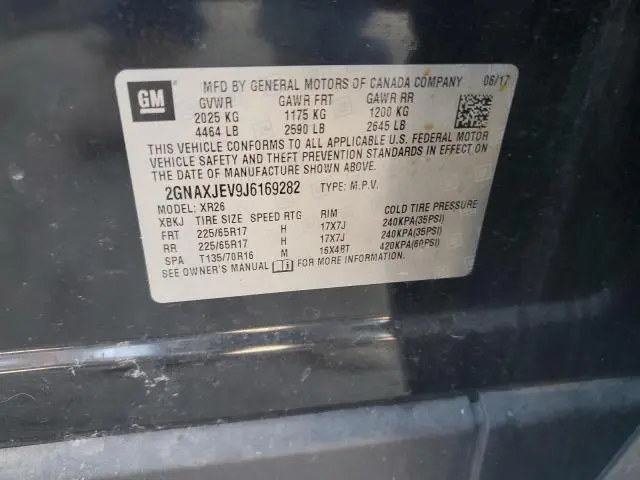 GM
MFD BY GENERAL MOTORS OF CANADA COMPANY 06/17
GVWR GAWR FRT GAWR RR
2025 KG 1175 KG 1200 KG
4464 LB 2590 LB 2645 LB
THIS VEHICLE CONFORMS TO ALL APPLICABLE U.S. FEDERAL MOTOR
VEHICLE SAFETY AND THEFT PREVENTION STANDARDS IN EFFECT ON
THE DATE OF MANUFACTURE SHOWN ABOVE.
2GNAXJEV9J6169282 TYPE: M.P.V.
MODEL: XR26
XBKJ TIRE SIZE SPEED RTG RIM COLD TIRE PRESSURE
FRT 225/65R17 H 17X7J 240KPA(35PSI)
RR 225/65R17 H 17X7J 240KPA(35PSI)
SPA T135/70R16 M 16X4BT 420KPA(60PSI)
SEE OWNER'S MANUAL FOR MORE INFORMATION.